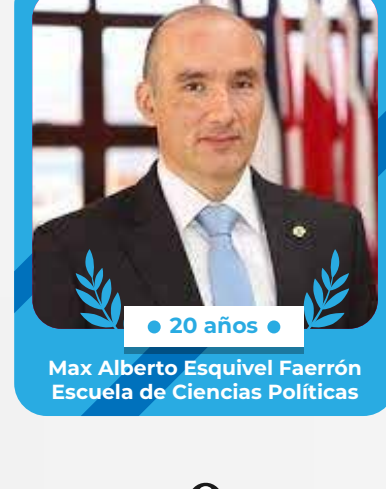 20 años
Max Alberto Esquivel Faerrón
Escuela de Ciencias Políticas